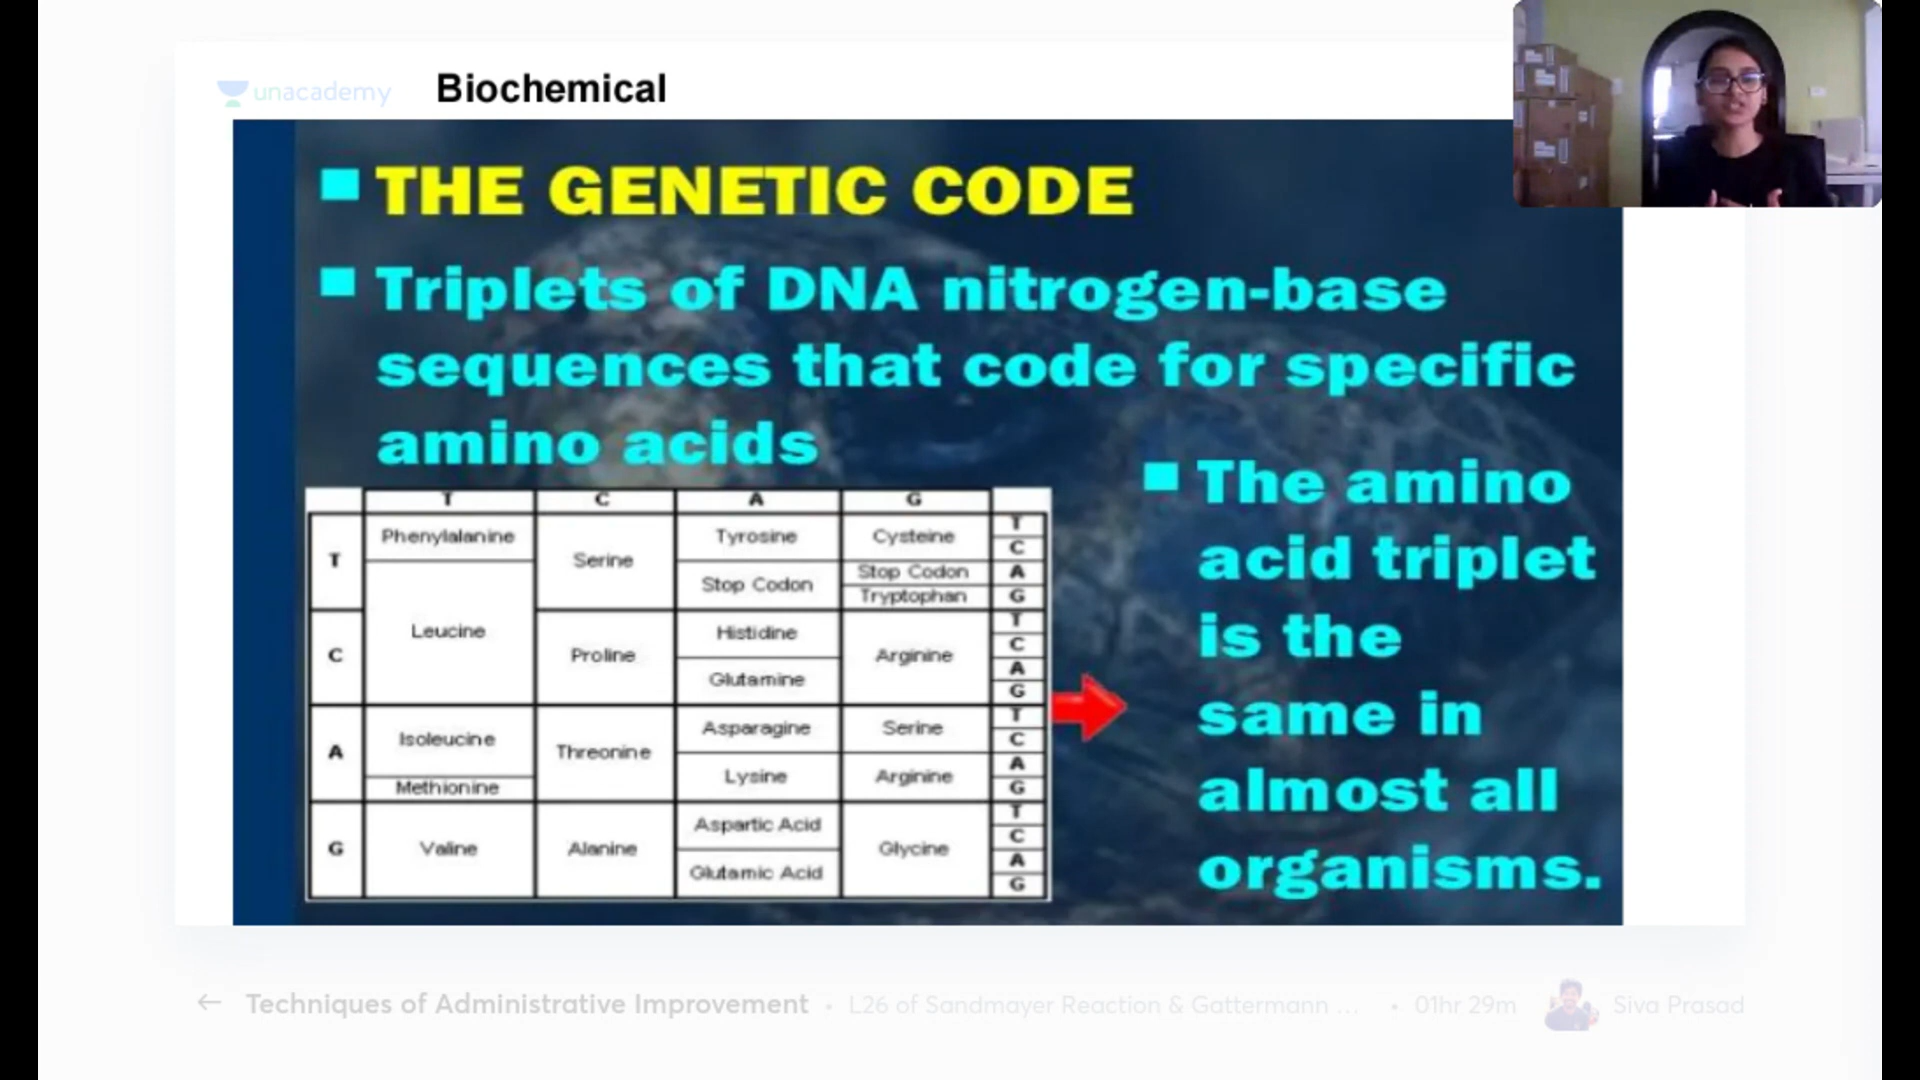 unacademy
Biochemical
THE GENETIC CODE
Triplets of DNA nitrogen-base
sequences that code for specific
amino acids
The amino
acid triplet
is the
same in
almost all
organisms.
T C A G
T Phenylalanine Serine Tyrosine Cysteine T
C
Leucine Stop Codon Stop Codon A
Tryptophan G
C Proline Histidine Arginine T
C
Glutamine A
G
A Isoleucine Threonine Asparagine Serine T
C
Lysine Arginine A
Methionine G
G Valine Alanine Aspartic Acid Glycine T
C
Glutamic Acid A
G
Techniques of Administrative Improvement • L26 of Sandmayer Reaction & Gattermann ... • 01hr 29m Siva Prasad